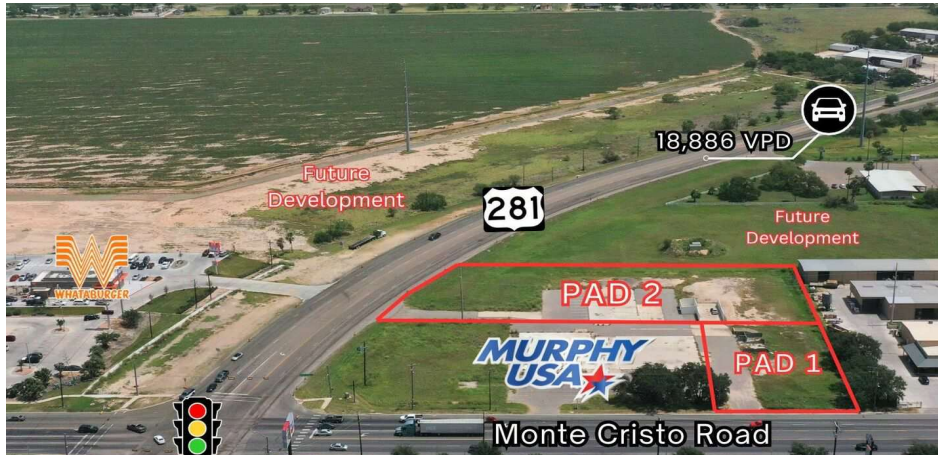 18,886 VPD
Future
Development
281
Future
Development
W
WHATABURGER
PAD 2
MURPHY
USA
PAD 1
Monte Cristo Road